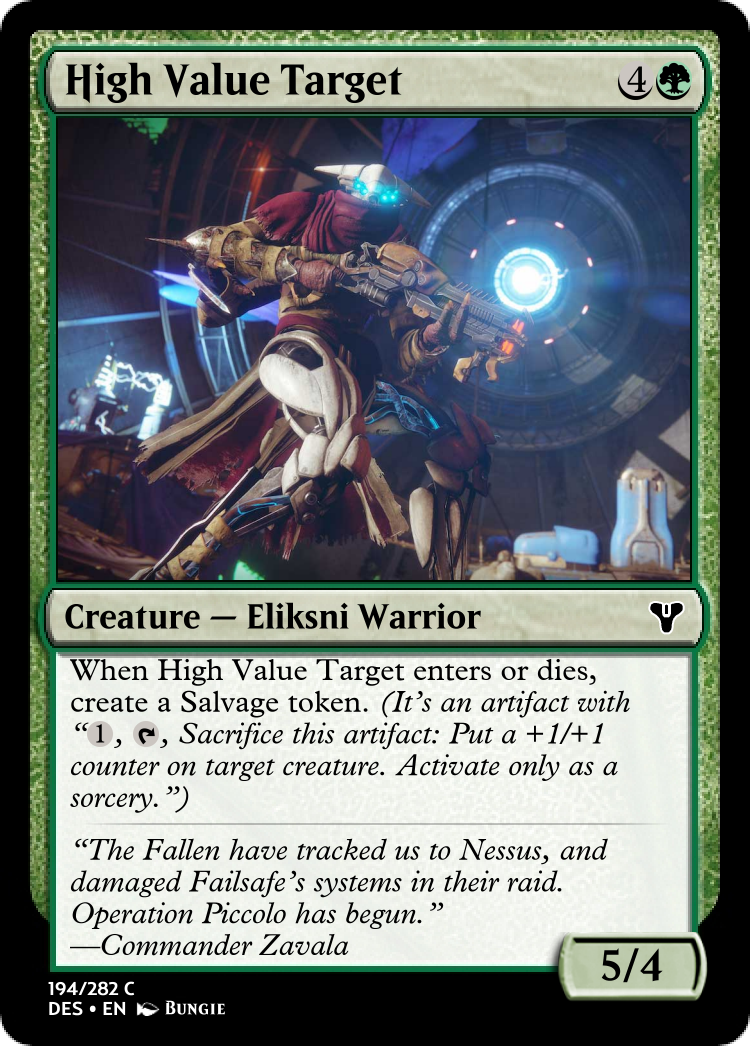 High Value Target 4
Creature — Eliksni Warrior
When High Value Target enters or dies,
create a Salvage token. (It's an artifact with
“1, , Sacrifice this artifact: Put a +1/+1
counter on target creature. Activate only as a
sorcery.”)
“The Fallen have tracked us to Nessus, and
damaged Failsafe's systems in their raid.
Operation Piccolo has begun.”
—Commander Zavala
5/4
194/282 C
DES • EN Bungie